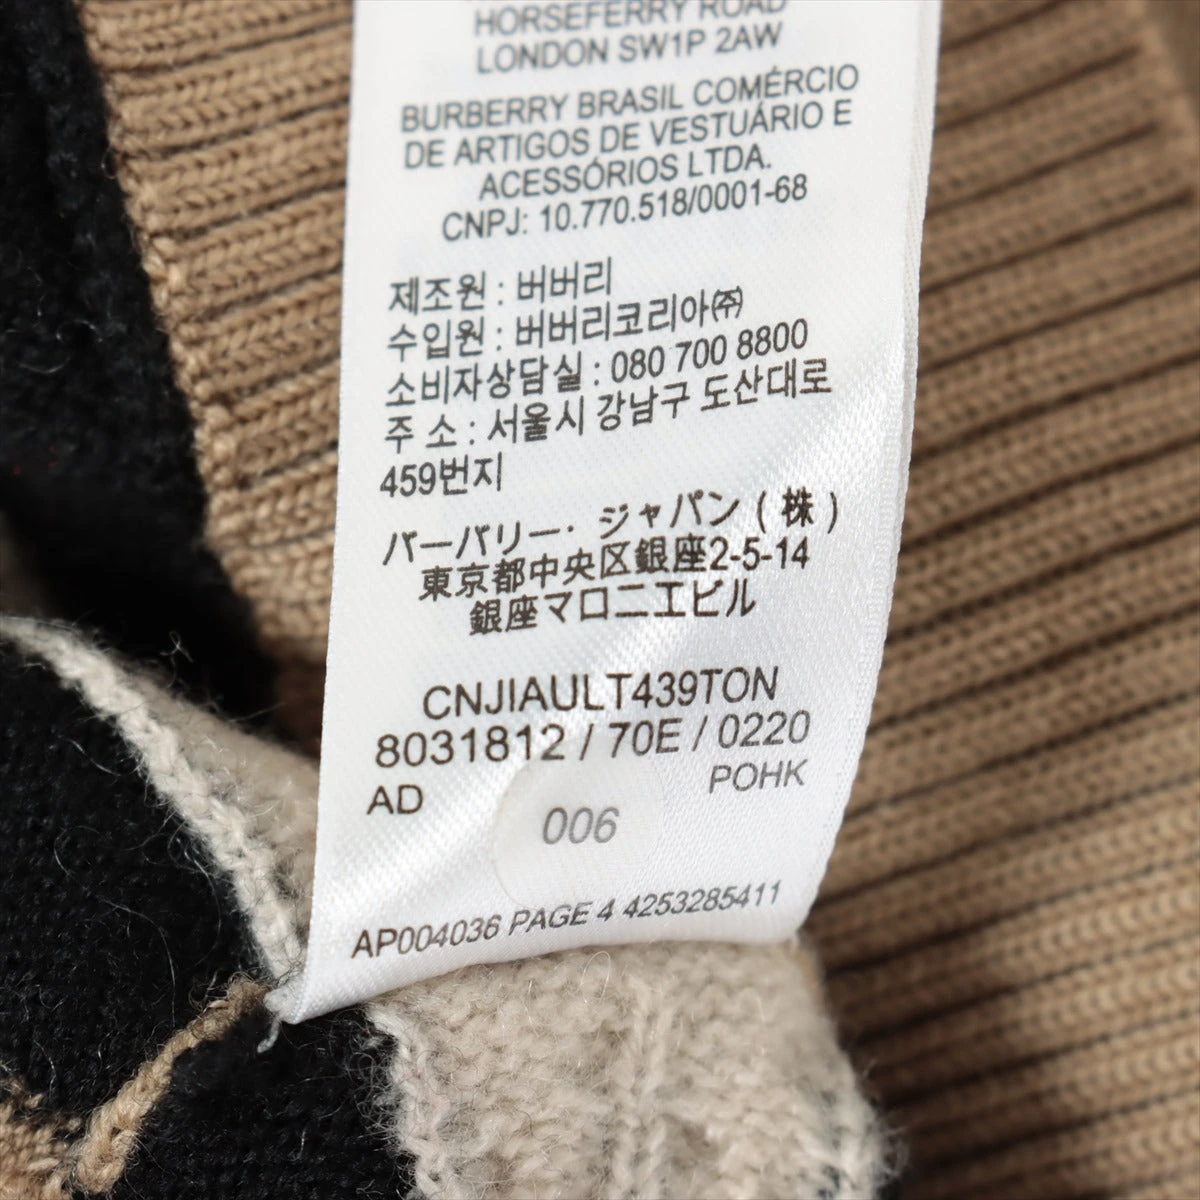 HORSEFERRY ROAD
LONDON SW1P 2AW
BURBERRY BRASIL COMÉRCIO
DE ARTIGOS DE VESTUÁRIO E
ACESSÓRIOS LTDA.
CNPJ: 10.770.518/0001-68
제조원 : 버버리
수입원 : 버버리코리아㈜
소비자상담실 : 080 700 8800
주 소 : 서울시 강남구 도산대로
459번지
バーバリー・ジャパン ( 株 )
東京都中央区銀座2-5-14
銀座マロニエビル
CNJIAULT439TON
8031812 / 70E / 0220
AD
POHK
006
AP004036 PAGE 4 4253285411